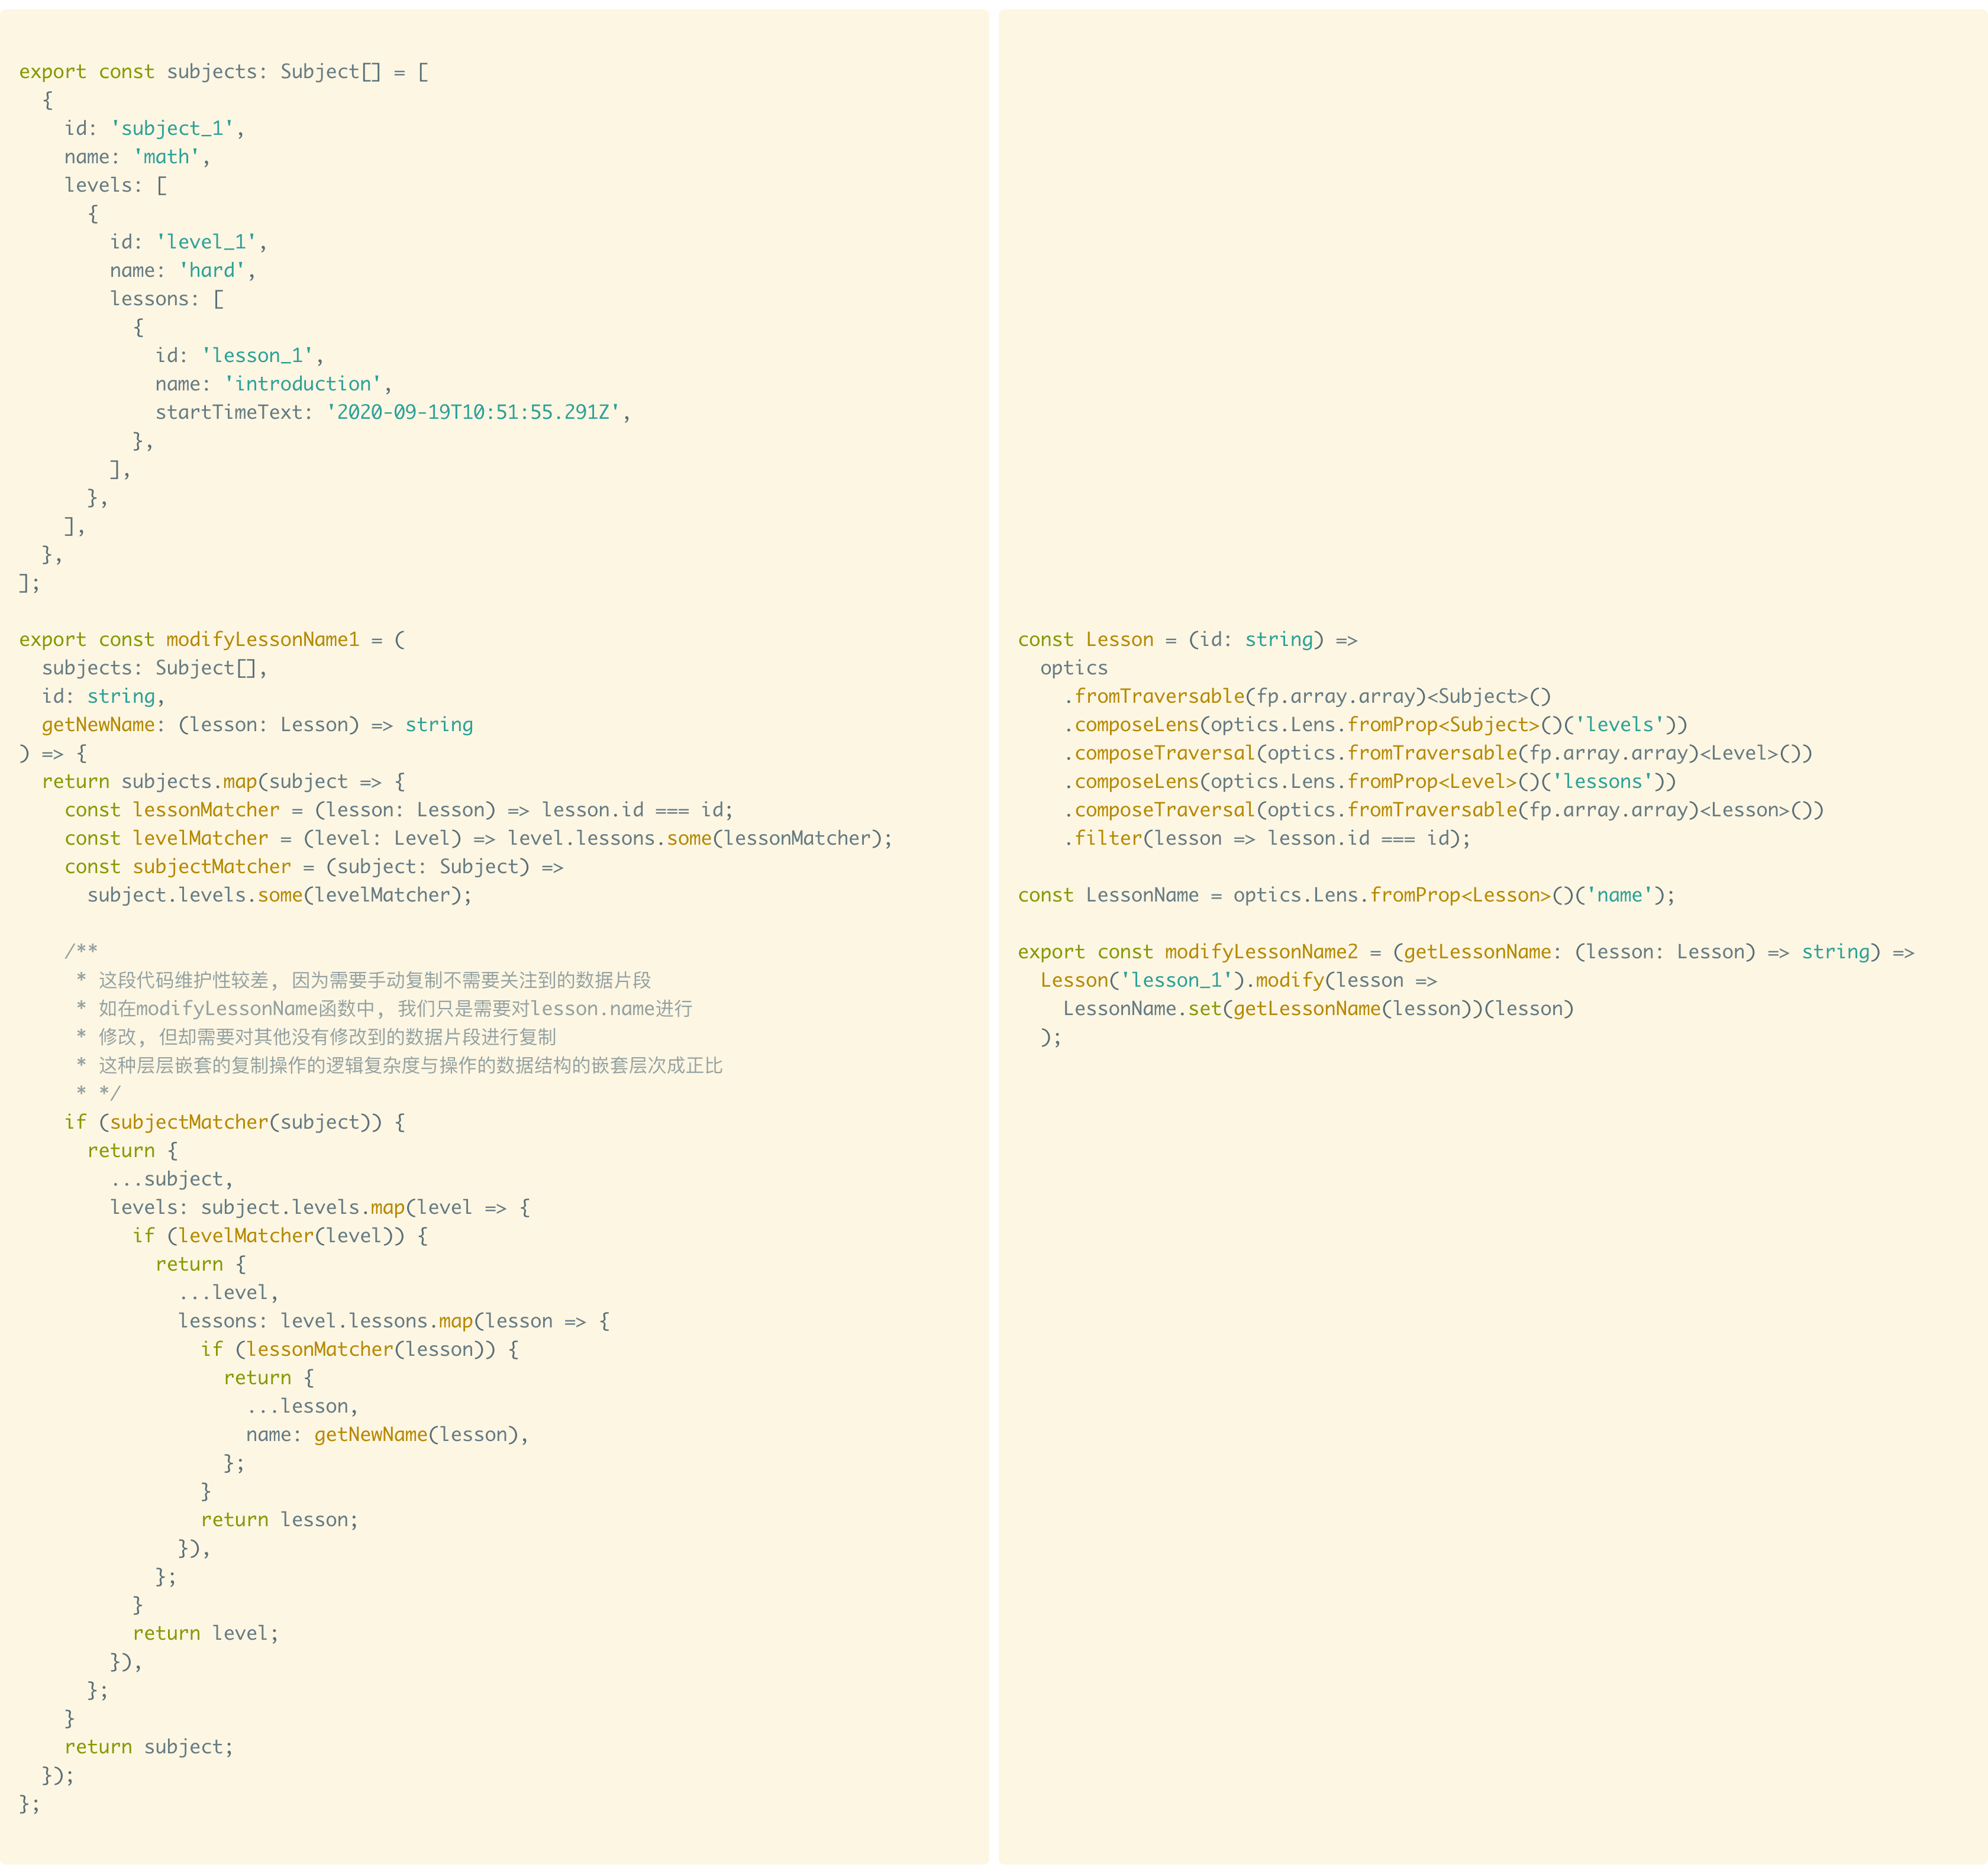 export const subjects: Subject[] = [
  {
    id: 'subject_1',
    name: 'math',
    levels: [
      {
        id: 'level_1',
        name: 'hard',
        lessons: [
          {
            id: 'lesson_1',
            name: 'introduction',
            startTimeText: '2020-09-19T10:51:55.291Z',
          },
        ],
      },
    ],
  },
];

export const modifyLessonName1 = (
  subjects: Subject[],
  id: string,
  getNewName: (lesson: Lesson) => string
) => {
  return subjects.map(subject => {
    const lessonMatcher = (lesson: Lesson) => lesson.id === id;
    const levelMatcher = (level: Level) => level.lessons.some(lessonMatcher);
    const subjectMatcher = (subject: Subject) =>
      subject.levels.some(levelMatcher);

    /**
     * 这段代码维护性较差, 因为需要手动复制不需要关注到的数据片段
     * 如在modifyLessonName函数中, 我们只是需要对lesson.name进行
     * 修改, 但却需要对其他没有修改到的数据片段进行复制
     * 这种层层嵌套的复制操作的逻辑复杂度与操作的数据结构的嵌套层次成正比
     * */
    if (subjectMatcher(subject)) {
      return {
        ...subject,
        levels: subject.levels.map(level => {
          if (levelMatcher(level)) {
            return {
              ...level,
              lessons: level.lessons.map(lesson => {
                if (lessonMatcher(lesson)) {
                  return {
                    ...lesson,
                    name: getNewName(lesson),
                  };
                }
                return lesson;
              }),
            };
          }
          return level;
        }),
      };
    }
    return subject;
  });
};

const Lesson = (id: string) =>
  optics
    .fromTraversable(fp.array.array)<Subject>()
    .composeLens(optics.Lens.fromProp<Subject>()('levels'))
    .composeTraversal(optics.fromTraversable(fp.array.array)<Level>())
    .composeLens(optics.Lens.fromProp<Level>()('lessons'))
    .composeTraversal(optics.fromTraversable(fp.array.array)<Lesson>())
    .filter(lesson => lesson.id === id);

const LessonName = optics.Lens.fromProp<Lesson>()('name');

export const modifyLessonName2 = (getLessonName: (lesson: Lesson) => string) =>
  Lesson('lesson_1').modify(lesson =>
    LessonName.set(getLessonName(lesson))(lesson)
  );